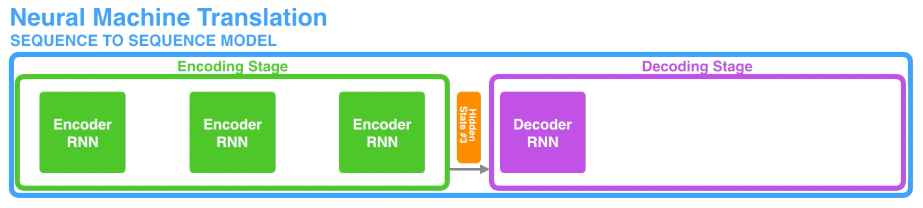 Neural Machine Translation
SEQUENCE TO SEQUENCE MODEL
Encoding Stage
Decoding Stage
Encoder
RNN
Encoder
RNN
Encoder
RNN
Hidden
State #3
Decoder
RNN